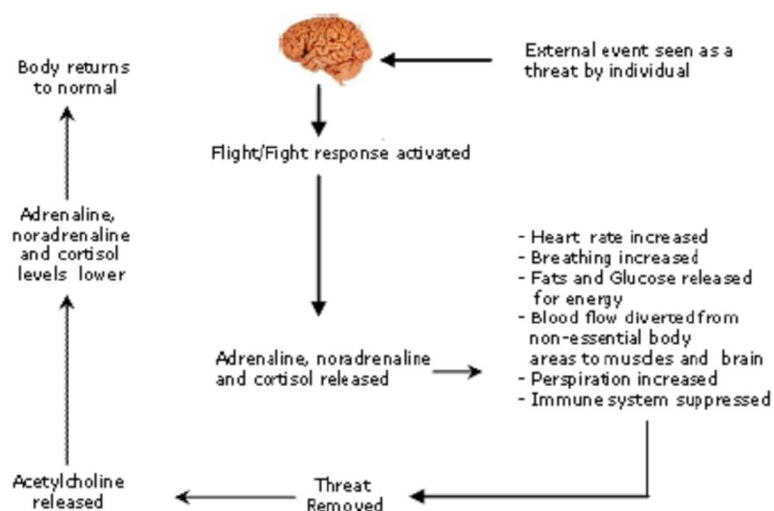 External event seen as a
threat by individual
Flight/Fight response activated
Adrenaline, noradrenaline
and cortisol released
- Heart rate increased
- Breathing increased
- Fats and Glucose released
for energy
- Blood flow diverted from
non-essential body
areas to muscles and brain
- Perspiration increased
- Immune system suppressed
Threat
Removed
Acetylcholine
released
Adrenaline,
noradrenaline
and cortisol
levels lower
Body returns
to normal